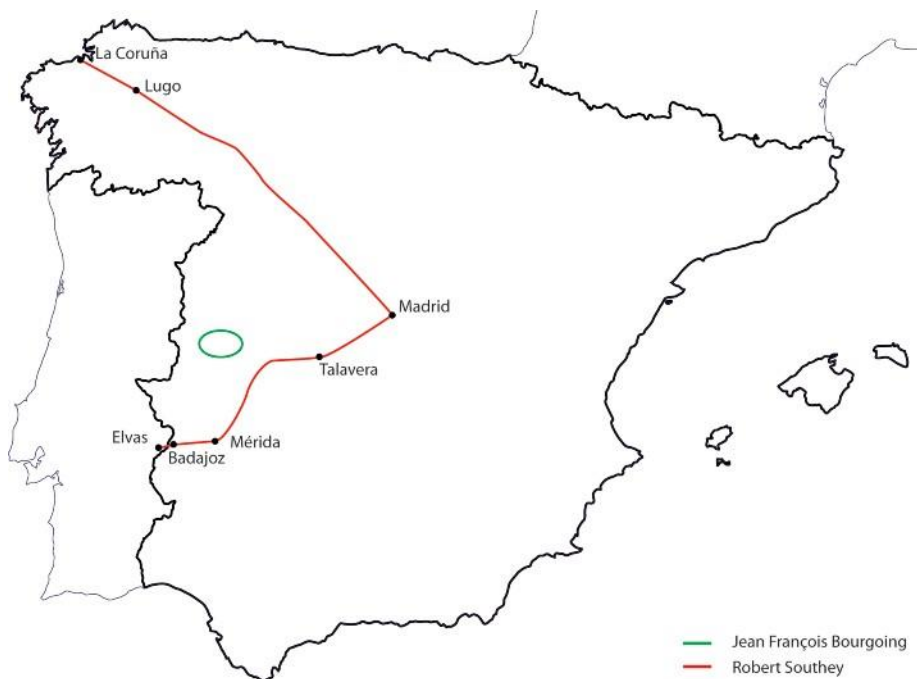 La Coruña
Lugo
Madrid
Talavera
Elvas
Mérida
Badajoz
Jean François Bourgoing
Robert Southey